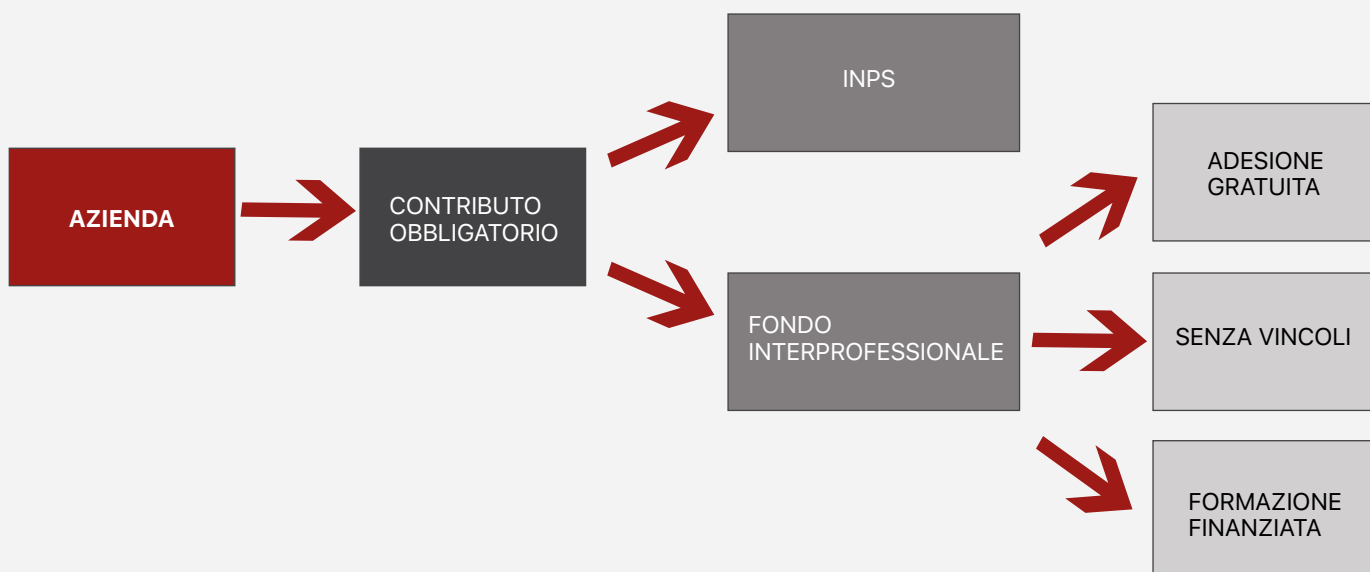 AZIENDA
CONTRIBUTO
OBBLIGATORIO
INPS
FONDO
INTERPROFESSIONALE
ADESIONE
GRATUITA
SENZA VINCOLI
FORMAZIONE
FINANZIATA